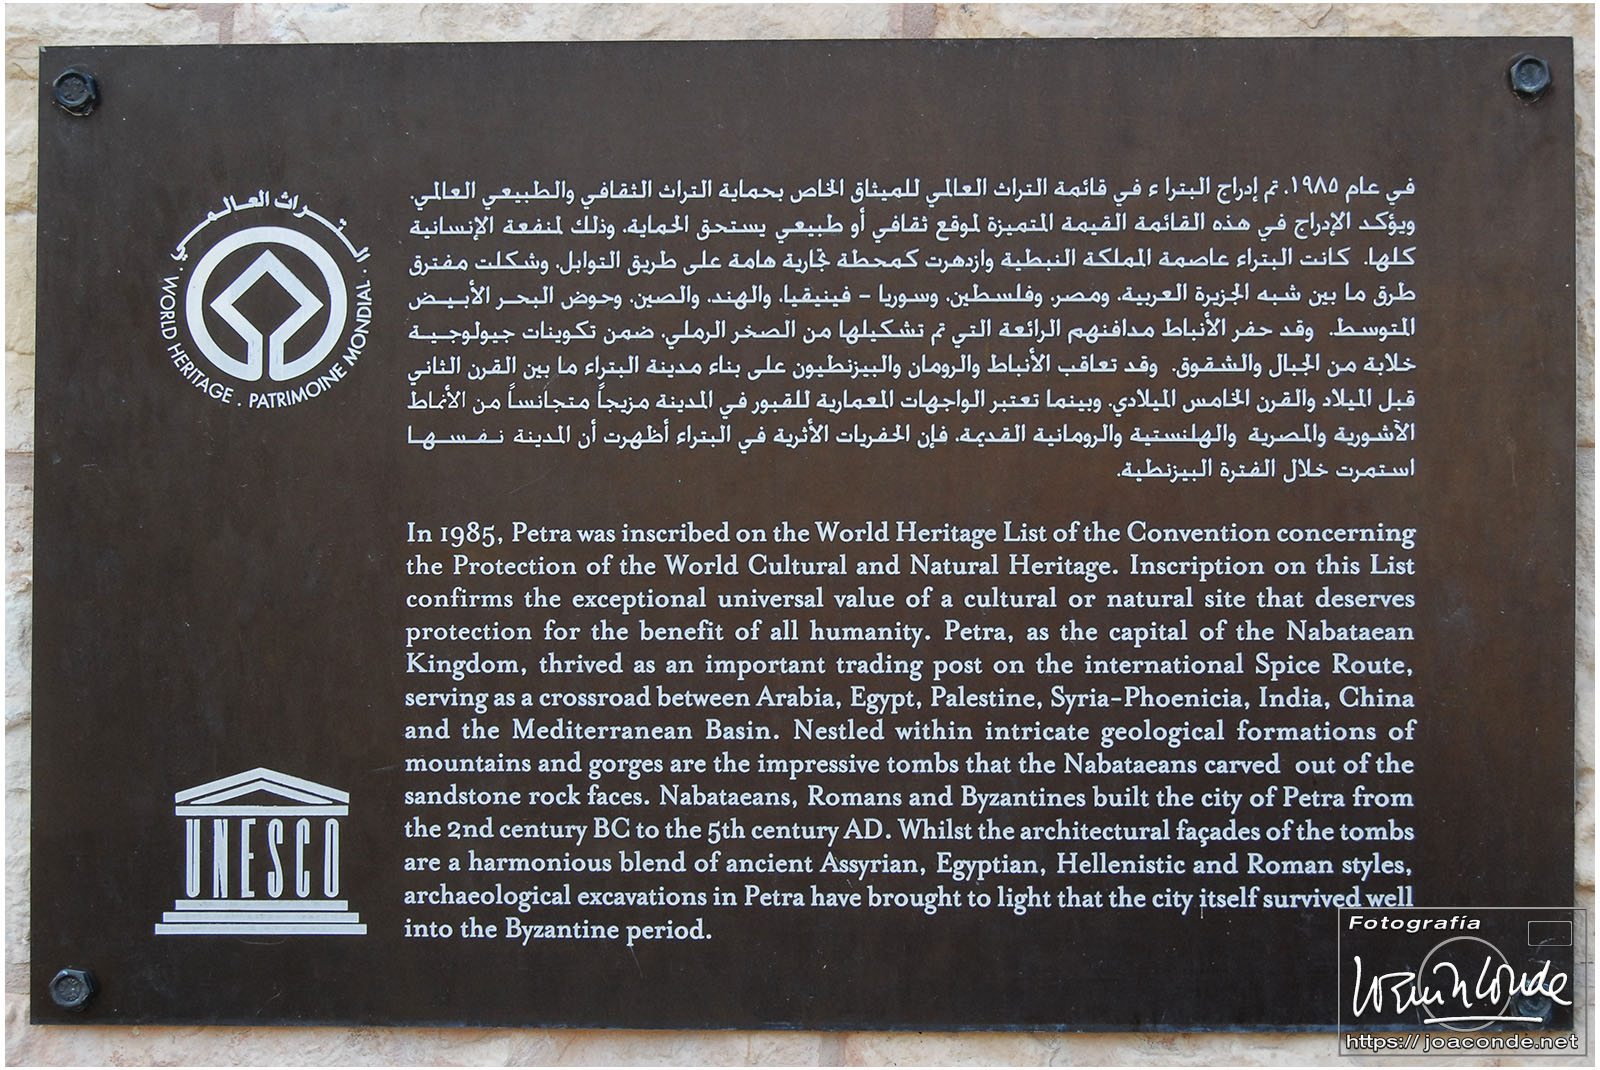 التراث العالمي
. WORLD HERITAGE . PATRIMOINE MONDIAL .
في عام ١٩٨٥، تم إدراج البتراء في قائمة التراث العالمي للميثاق الخاص بحماية التراث الثقافي والطبيعي العالمي.
ويؤكد الإدراج في هذه القائمة القيمة المتميزة لموقع ثقافي أو طبيعي يستحق الحماية، وذلك لمنفعة الإنسانية
كلها. كانت البتراء عاصمة المملكة النبطية وازدهرت كمحطة تجارية هامة على طريق التوابل، وشكلت مفترق
طرق ما بين شبه الجزيرة العربية، ومصر، وفلسطين، وسوريا - فينيقيا، والهند، والصين، وحوض البحر الأبيض
المتوسط. وقد حفر الأنباط مدافنهم الرائعة التي تم تشكيلها من الصخر الرملي، ضمن تكوينات جيولوجية
خلابة من الجبال والشقوق. وقد تعاقب الأنباط والرومان والبيزنطيون على بناء مدينة البتراء ما بين القرن الثاني
قبل الميلاد والقرن الخامس الميلادي، وبينما تعتبر الواجهات المعمارية للقبور في المدينة مزيجاً متجانساً من الأنماط
الآشورية والمصرية والهلنستية والرومانية القديمة، فإن الحفريات الأثرية في البتراء أظهرت أن المدينة نفسها
استمرت خلال الفترة البيزنطية.
In 1985, Petra was inscribed on the World Heritage List of the Convention concerning
the Protection of the World Cultural and Natural Heritage. Inscription on this List
confirms the exceptional universal value of a cultural or natural site that deserves
protection for the benefit of all humanity. Petra, as the capital of the Nabataean
Kingdom, thrived as an important trading post on the international Spice Route,
serving as a crossroad between Arabia, Egypt, Palestine, Syria-Phoenicia, India, China
and the Mediterranean Basin. Nestled within intricate geological formations of
mountains and gorges are the impressive tombs that the Nabataeans carved out of the
sandstone rock faces. Nabataeans, Romans and Byzantines built the city of Petra from
the 2nd century BC to the 5th century AD. Whilst the architectural façades of the tombs
are a harmonious blend of ancient Assyrian, Egyptian, Hellenistic and Roman styles,
archaeological excavations in Petra have brought to light that the city itself survived well
into the Byzantine period.
UNESCO
Fotografía
https://joaconde.net